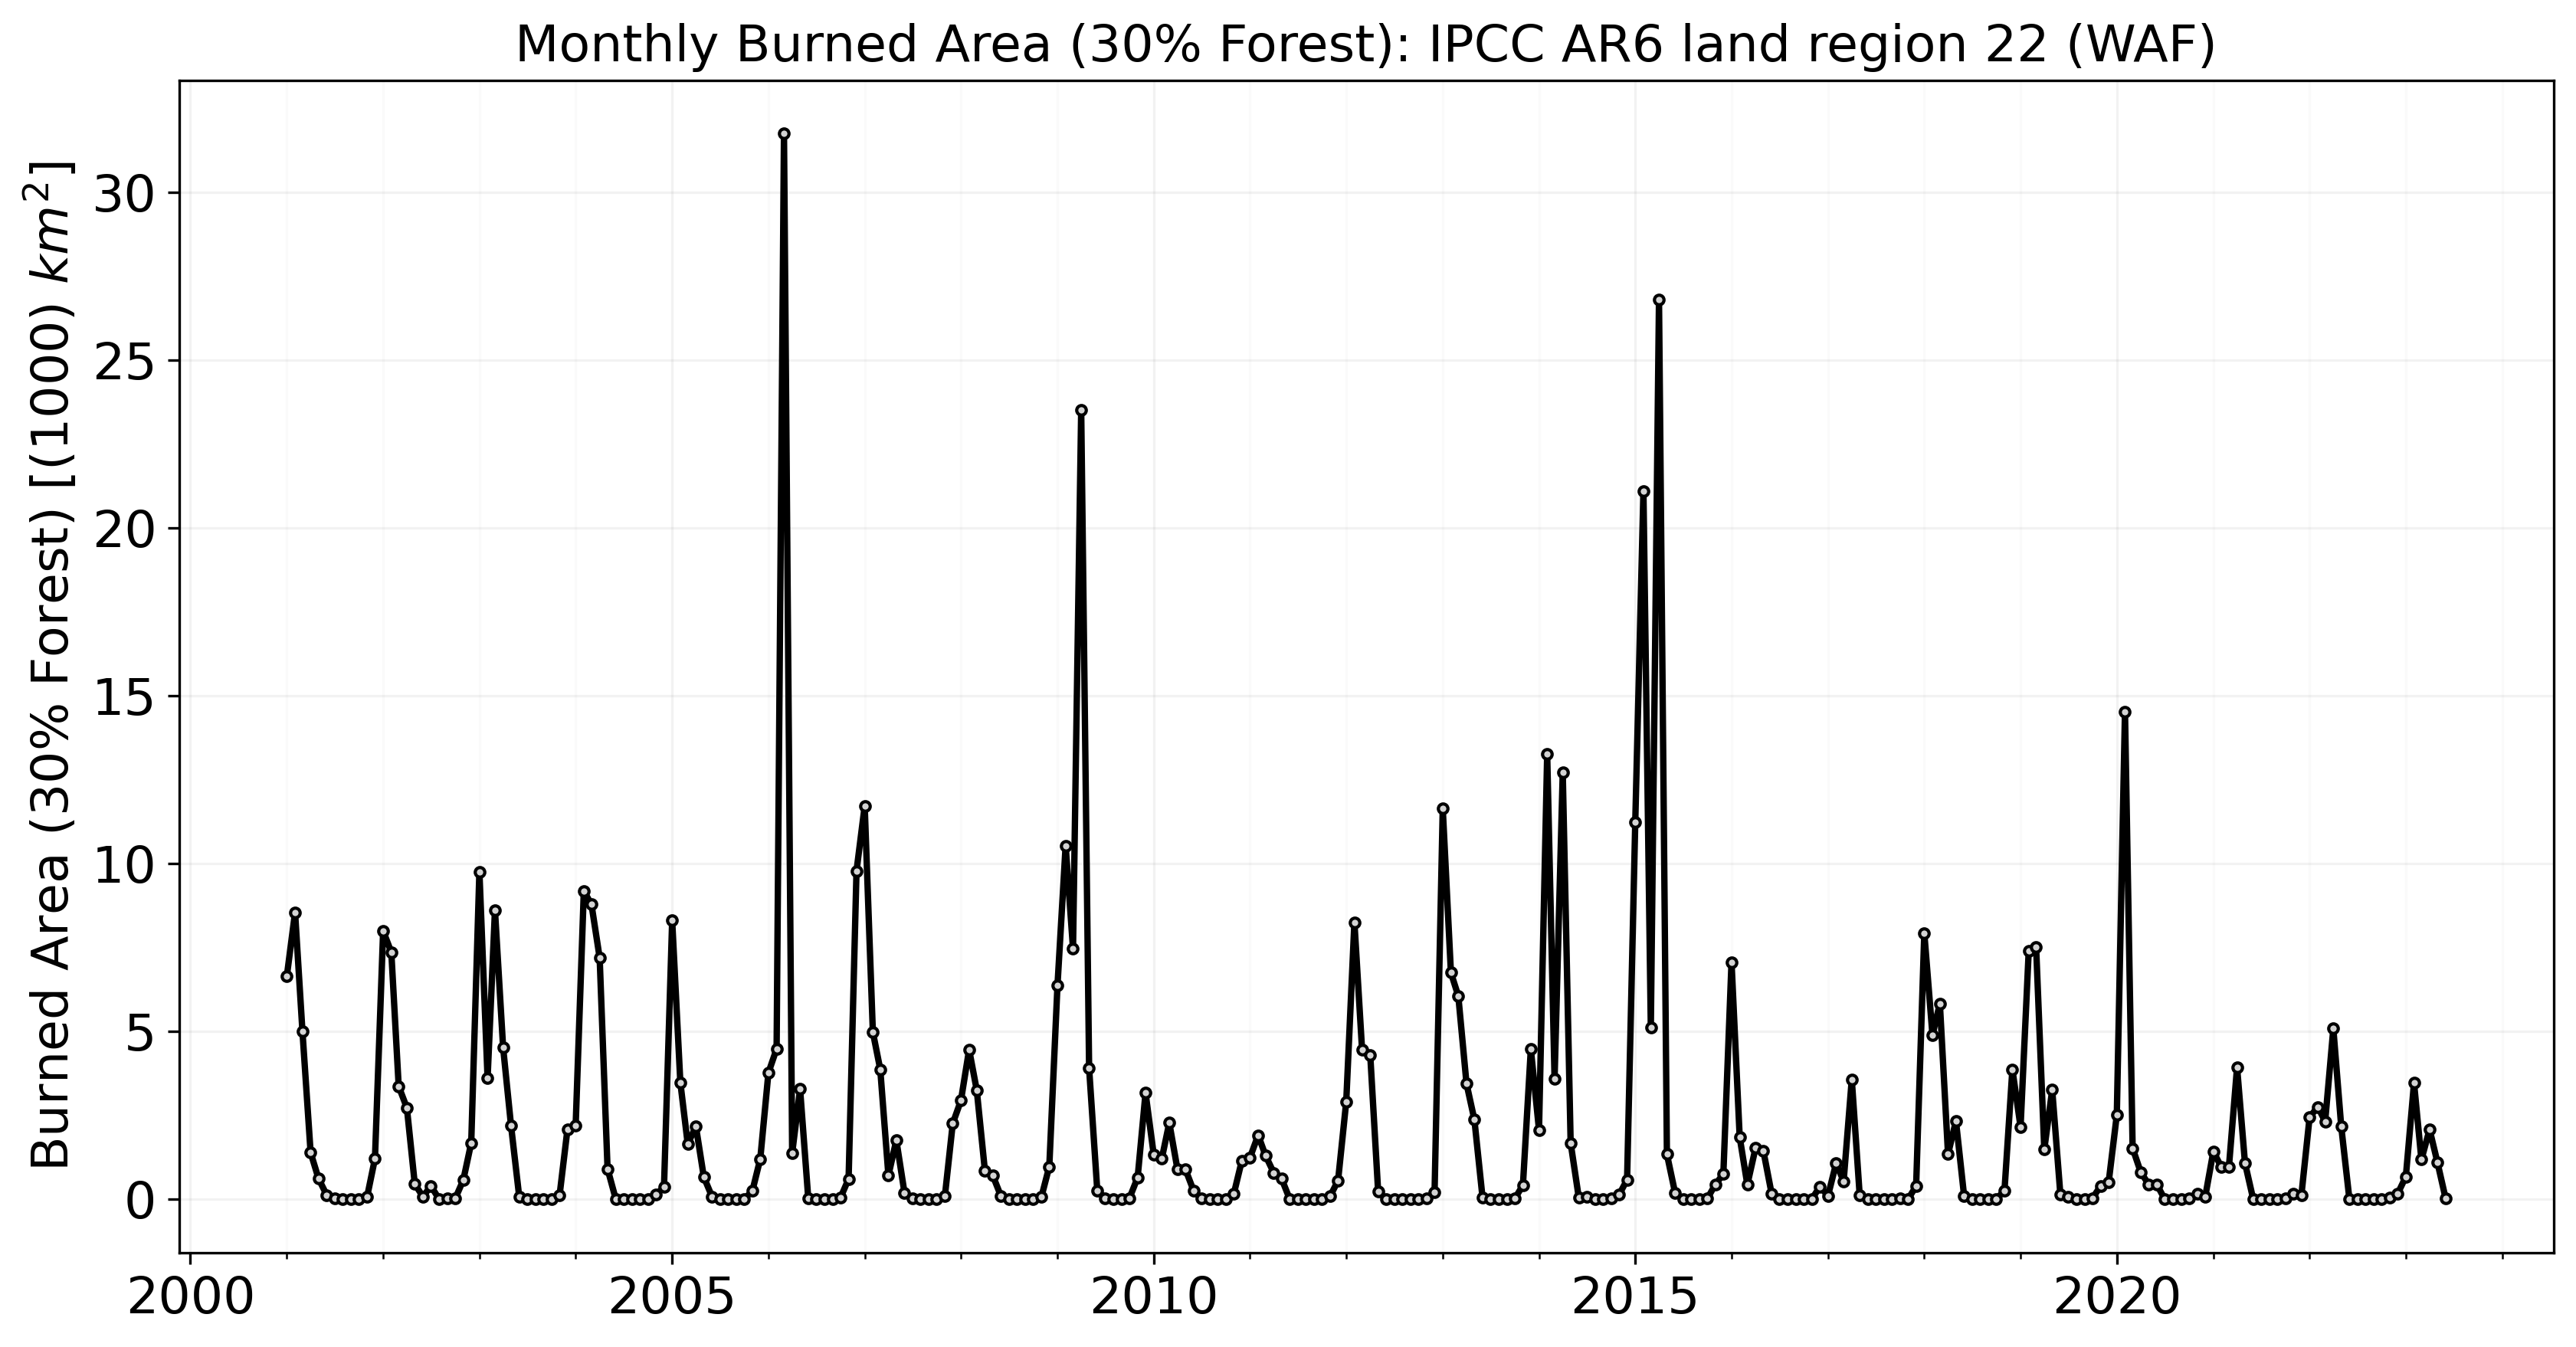 Monthly Burned Area (30% Forest): IPCC AR6 land region 22 (WAF)
Burned Area (30% Forest) [(1000) km²]
30
25
20
15
10
5
0
2000 2005 2010 2015 2020